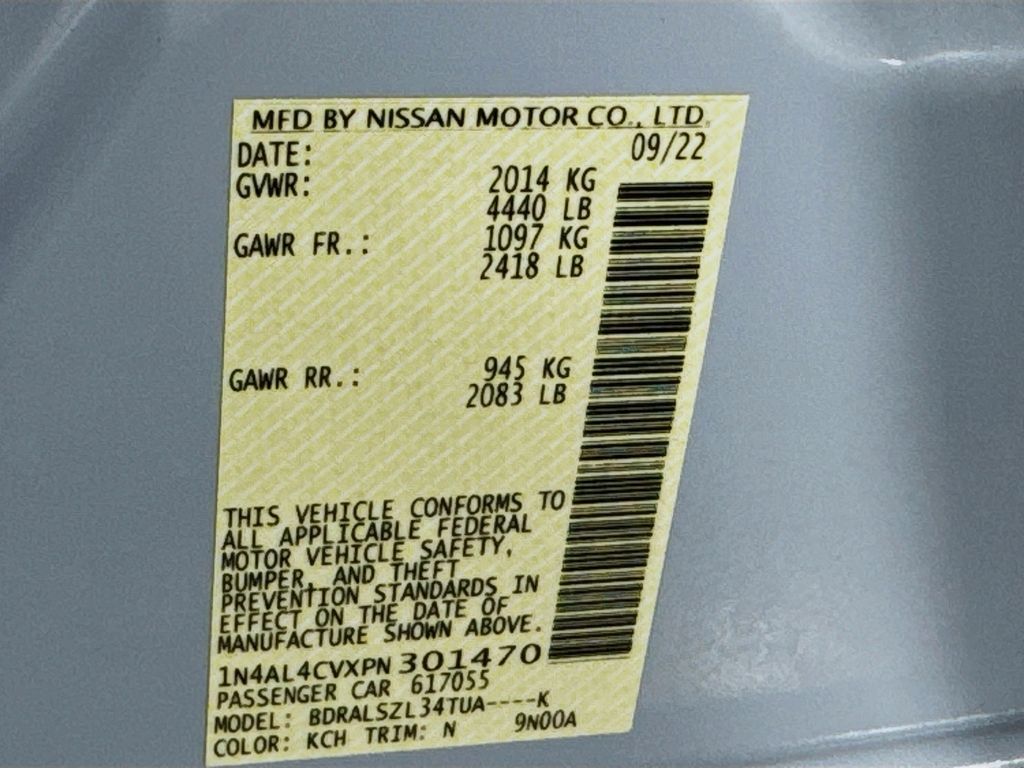 MFD BY NISSAN MOTOR CO., LTD.
DATE: 09/22
GVWR: 2014 KG
4440 LB
GAWR FR.: 1097 KG
2418 LB
GAWR RR.: 945 KG
2083 LB
THIS VEHICLE CONFORMS TO
ALL APPLICABLE FEDERAL
MOTOR VEHICLE SAFETY,
BUMPER, AND THEFT
PREVENTION STANDARDS IN
EFFECT ON THE DATE OF
MANUFACTURE SHOWN ABOVE.
1N4AL4CVXPN301470
PASSENGER CAR 617055
MODEL: BDRALSZL34TUA----K
COLOR: KCH TRIM: N 9N00A